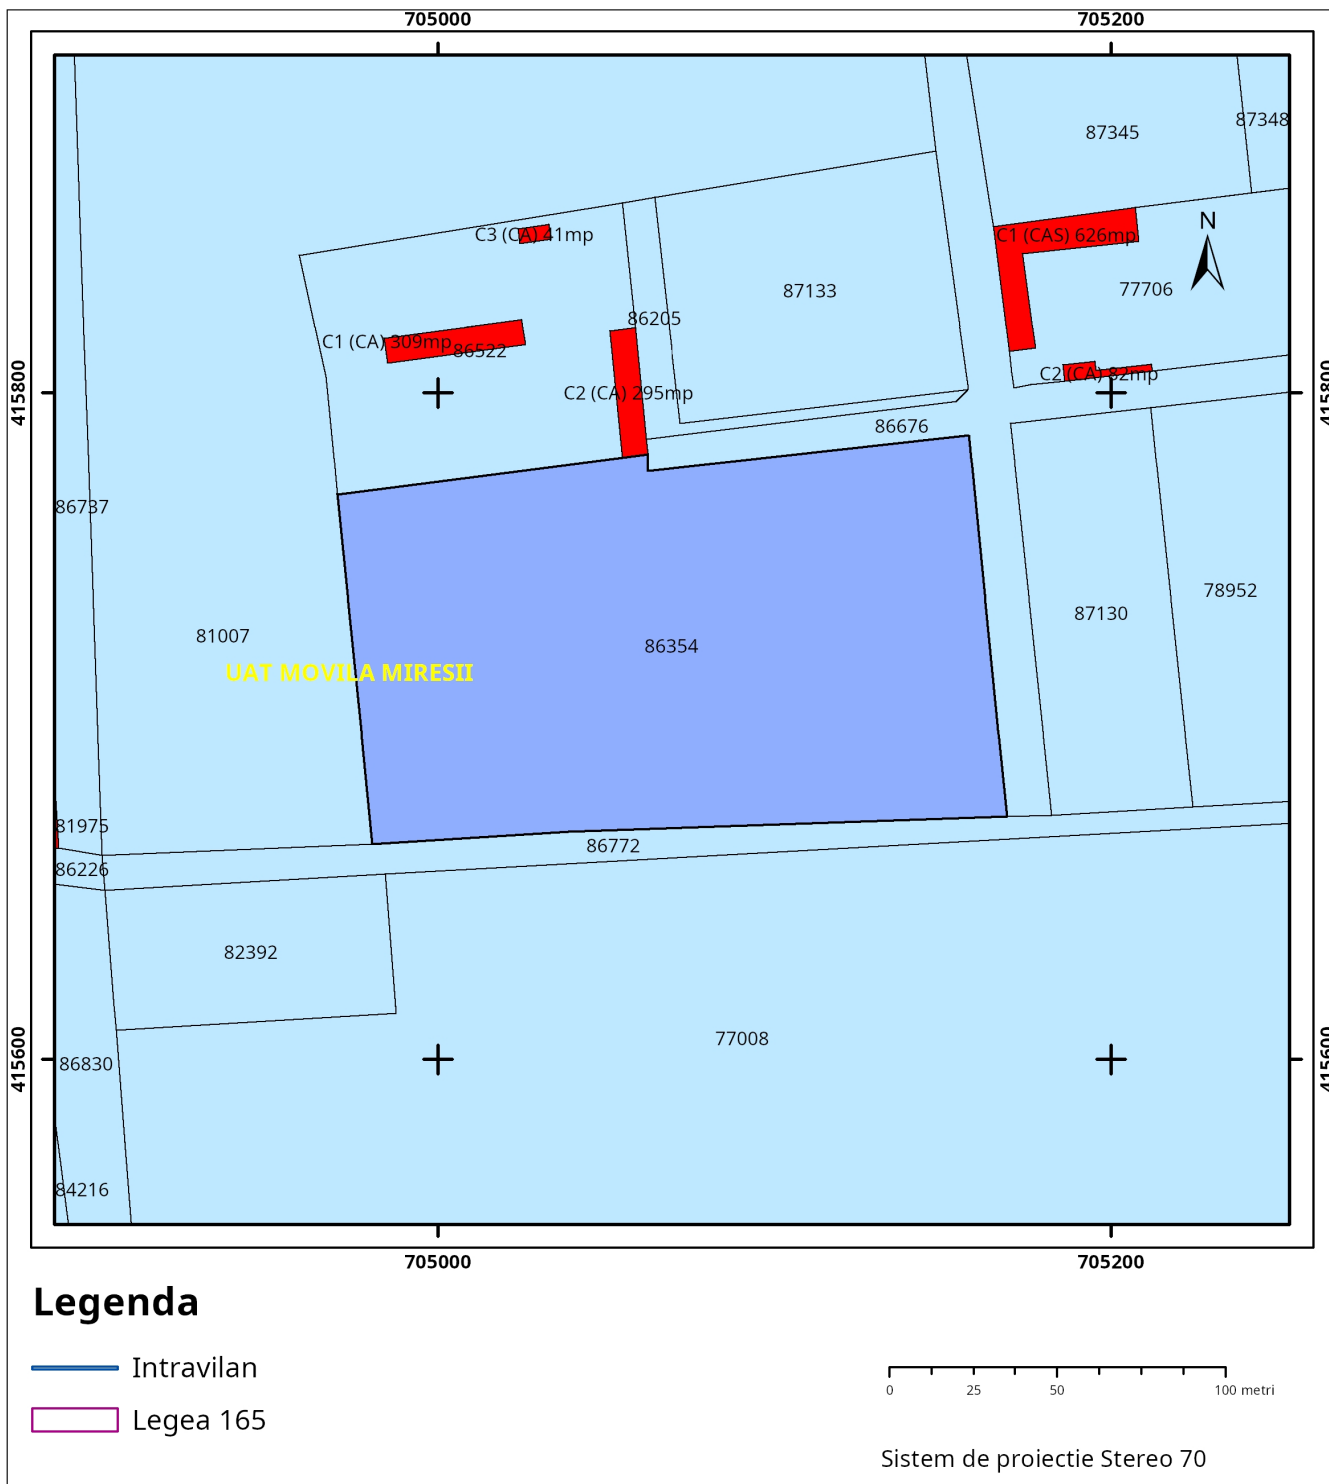 705000 705200
87348
87345
N
C3 (CA) 41mp
C1 (CAS) 626mp
87133
77706
86205
C1 (CA) 309mp
86522
C2 (CA) 82mp
415800
415800
C2 (CA) 295mp
86676
86737
78952
87130
81007
86354
UAT MOVILA MIRESII
81975
86772
86226
82392
77008
415600
415600
86830
84216
705000 705200
Legenda
Intravilan
Legea 165
0 25 50 100 metri
Sistem de proiectie Stereo 70